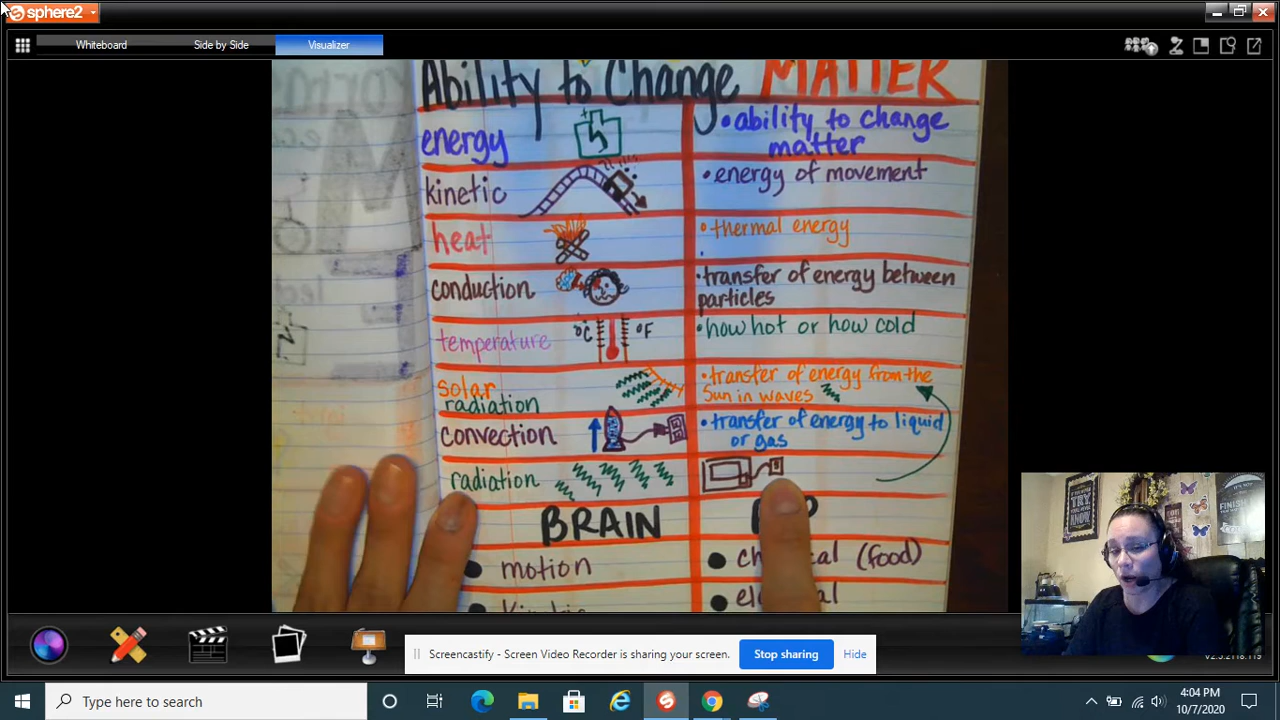 sphere2
Whiteboard
Side by Side
Visualizer
Ability to Change MATTER
energy
• ability to change
matter
kinetic
• energy of movement
heat
• thermal energy
conduction
• transfer of energy between
particles
temperature
°C
°F
• how hot or how cold
solar
radiation
• transfer of energy from the
Sun in waves
convection
• transfer of energy to liquid
or gas
radiation
BRAIN
• motion
• (food)
Screencastify - Screen Video Recorder is sharing your screen.
Stop sharing
Hide
Type here to search
4:04 PM
10/7/2020